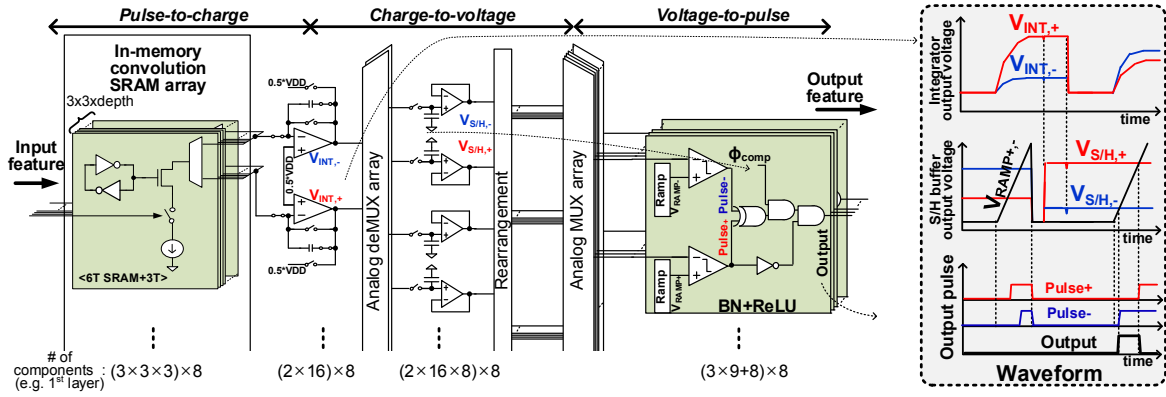 Pulse-to-charge
Charge-to-voltage
Voltage-to-pulse
In-memory
convolution
SRAM array
3x3xdepth
Input
feature
<6T SRAM+3T>
0.5*VDD
V_INT,-
0.5*VDD
V_INT,+
0.5*VDD
Analog deMUX array
V_S/H,-
V_S/H,+
Rearrangement
Analog MUX array
Output
feature
Φcomp
Ramp
V_RAMP-
Pulse-
Pulse+
Ramp
V_RAMP+
Output
BN+ReLU
# of
components :
(e.g. 1st layer)
(3×3×3)×8
(2×16)×8
(2×16×8)×8
(3×9+8)×8
Integrator
output voltage
V_INT,+
V_INT,-
time
S/H buffer
output voltage
V_RAMP+,-
V_S/H,+
V_S/H,-
time
Output pulse
Pulse+
Pulse-
Output
time
Waveform